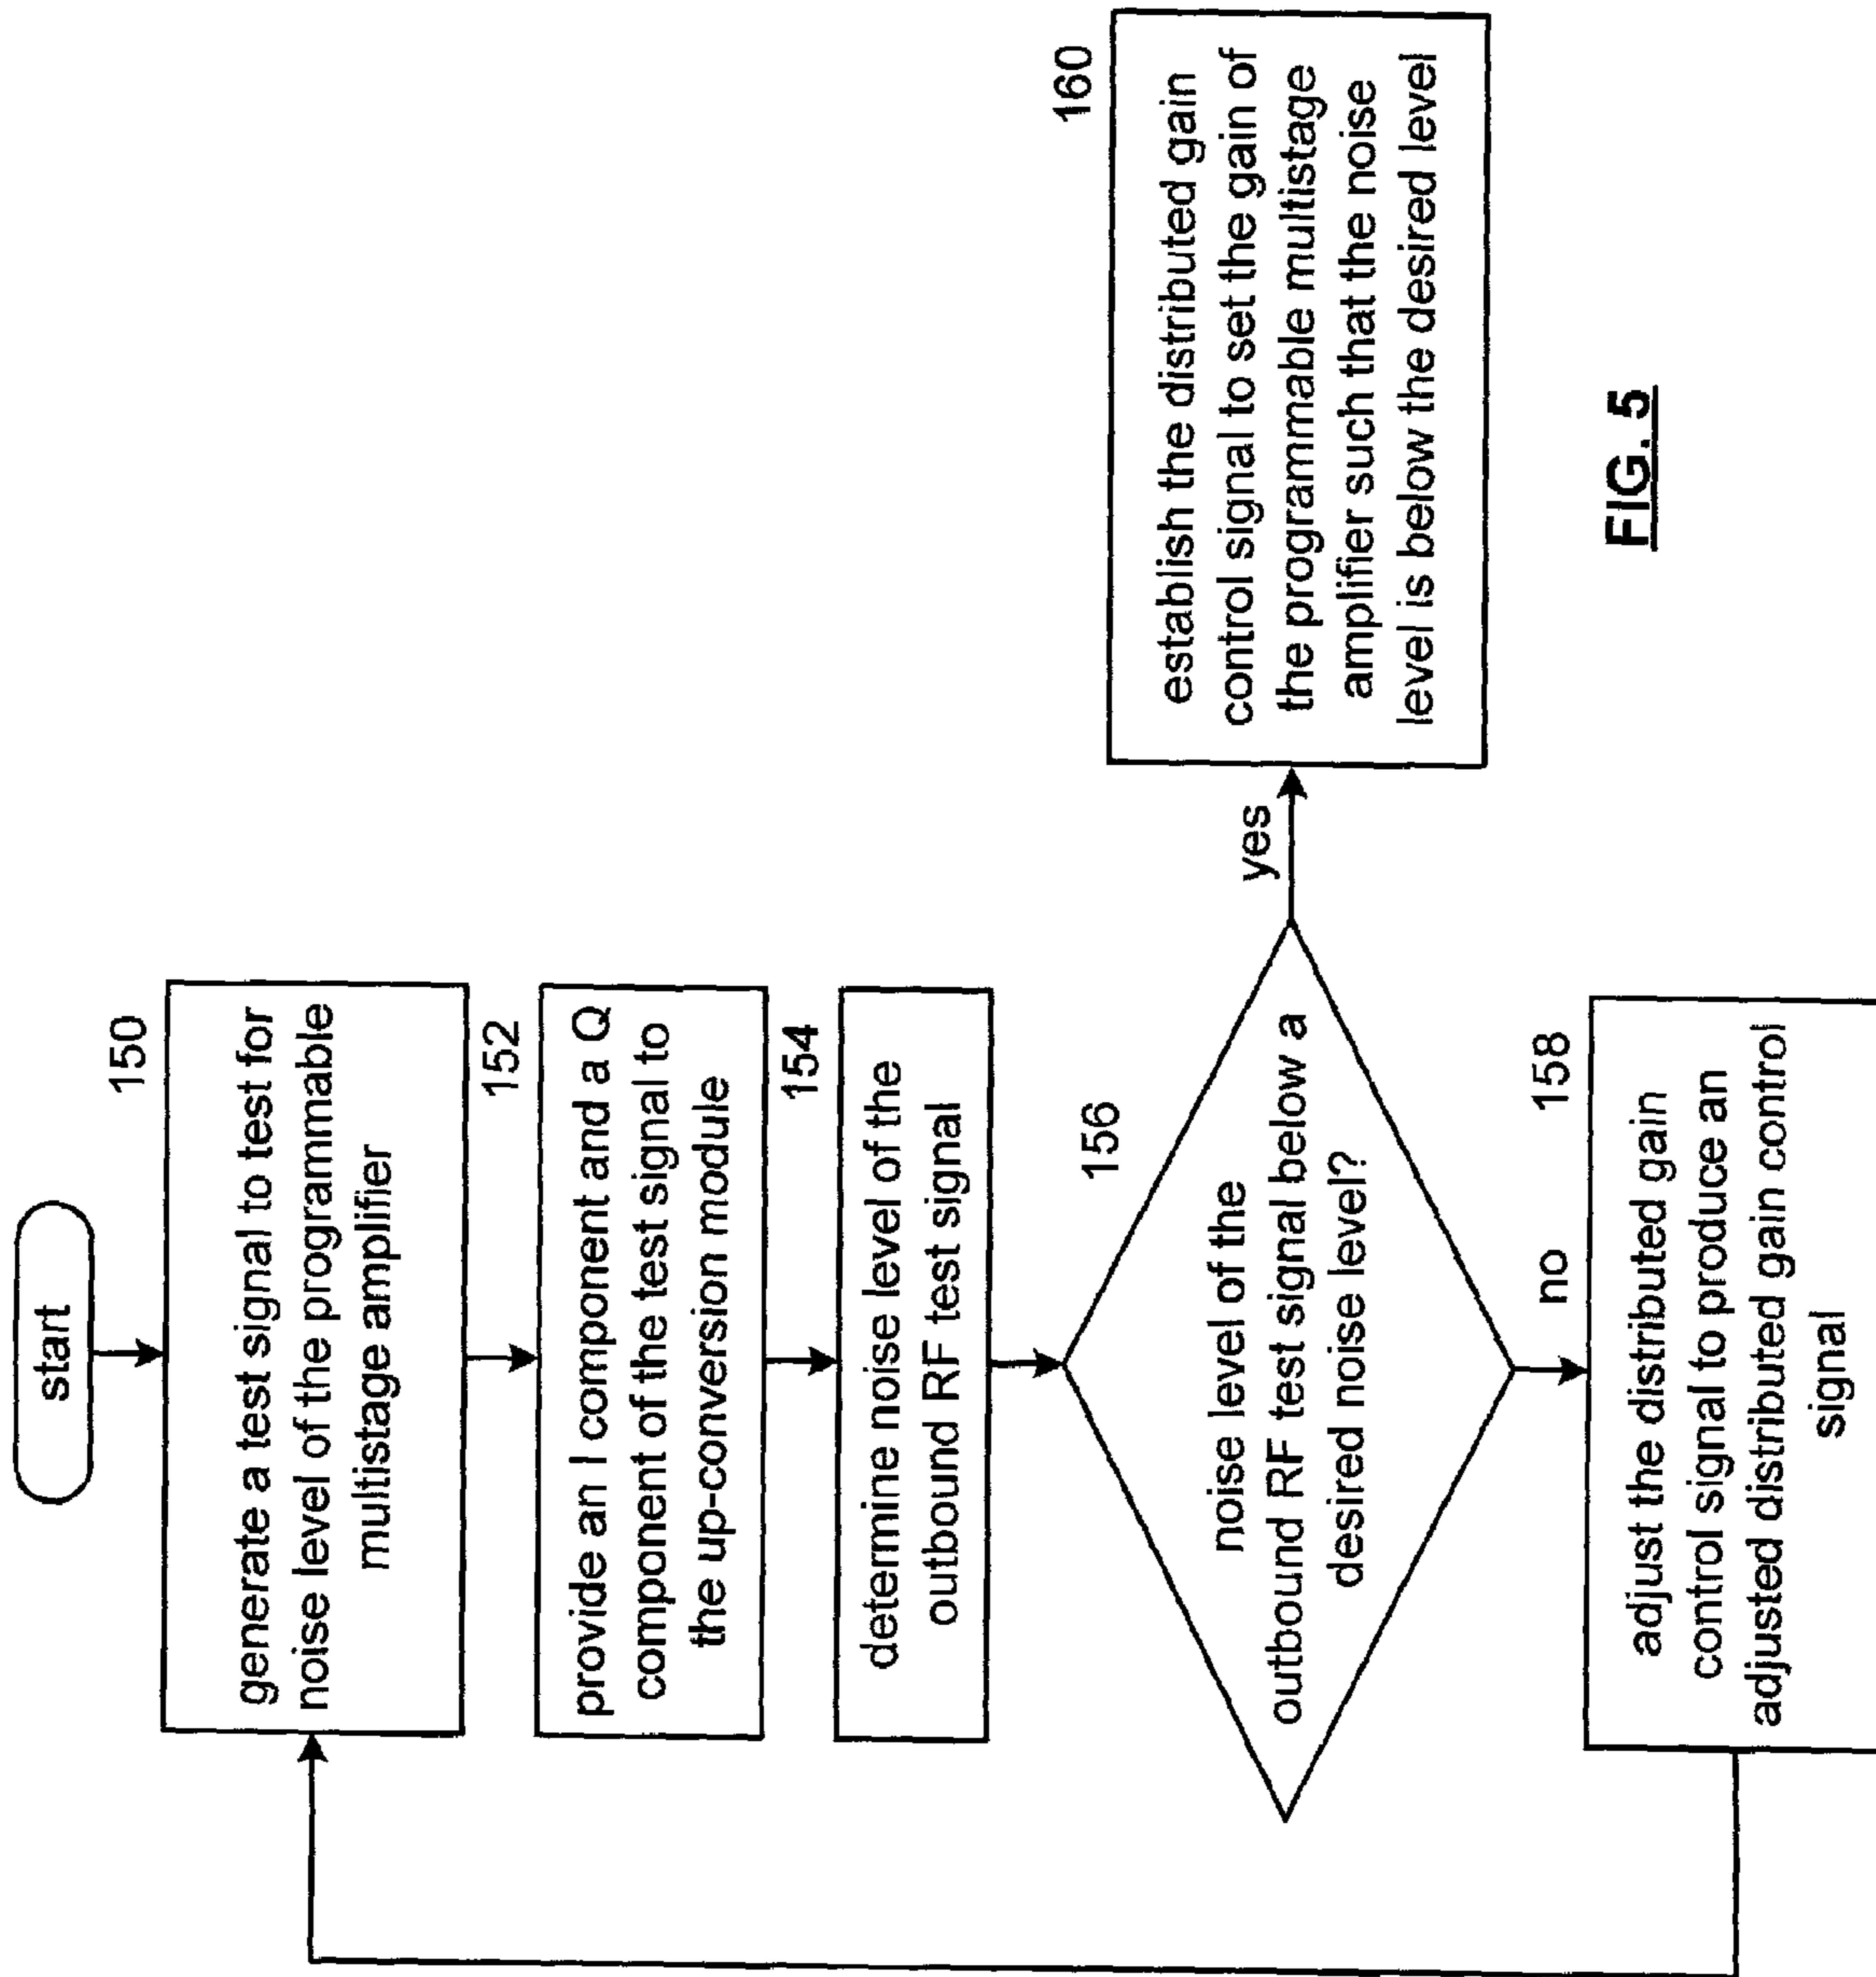 start
150
generate a test signal to test for
noise level of the programmable
multistage amplifier
152
provide an I component and a Q
component of the test signal to
the up-conversion module
154
determine noise level of the
outbound RF test signal
156
noise level of the
outbound RF test signal below a
desired noise level?
yes
160
establish the distributed gain
control signal to set the gain of
the programmable multistage
amplifier such that the noise
level is below the desired level
no
158
adjust the distributed gain
control signal to produce an
adjusted distributed gain control
signal
FIG. 5